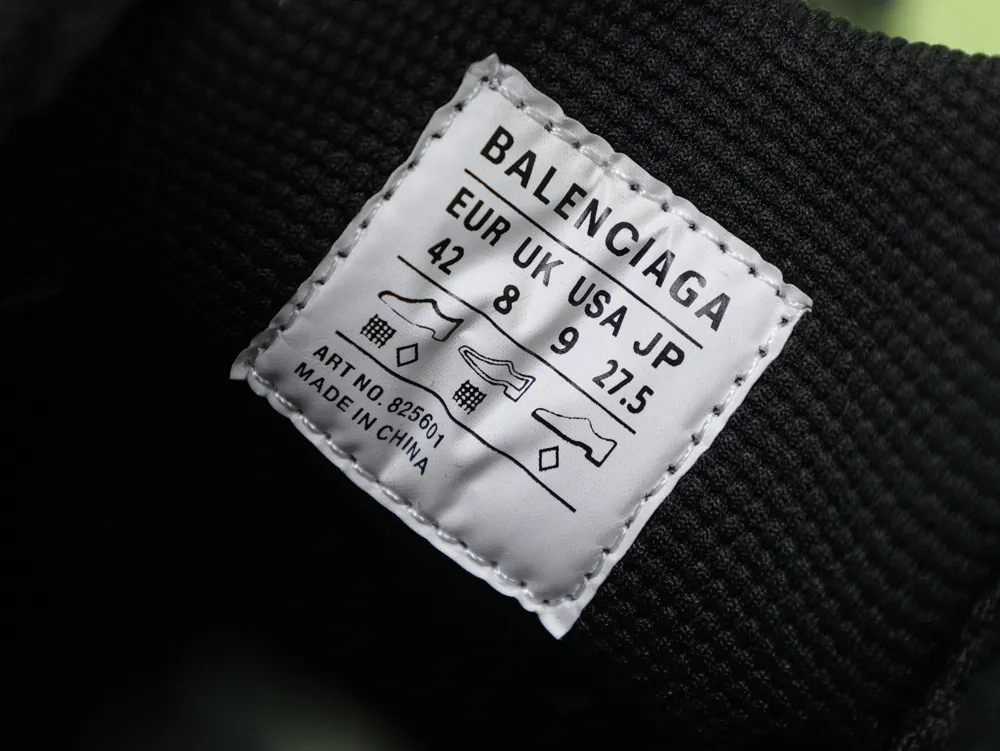 BALENCIAGA
EUR UK USA JP
42 8 9 27.5
ART NO. 825601
MADE IN CHINA